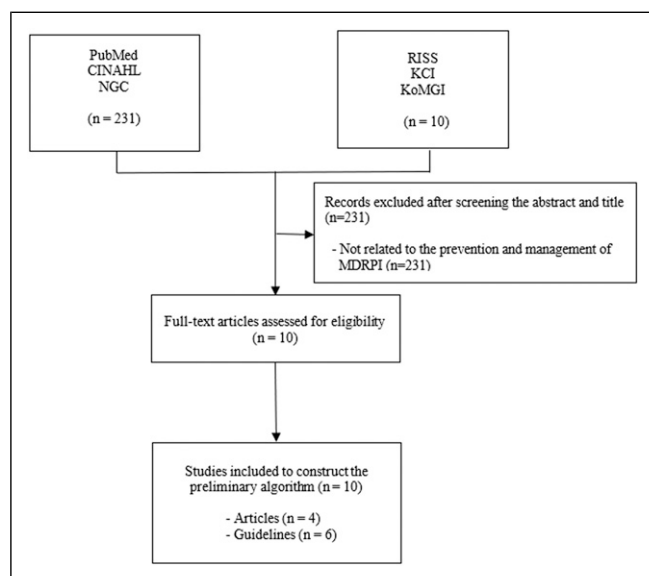 PubMed
CINAHL
NGC
(n = 231)
RISS
KCI
KoMGI
(n = 10)
Records excluded after screening the abstract and title
(n=231)
- Not related to the prevention and management of
MDRPI (n=231)
Full-text articles assessed for eligibility
(n = 10)
Studies included to construct the
preliminary algorithm (n = 10)
- Articles (n = 4)
- Guidelines (n = 6)